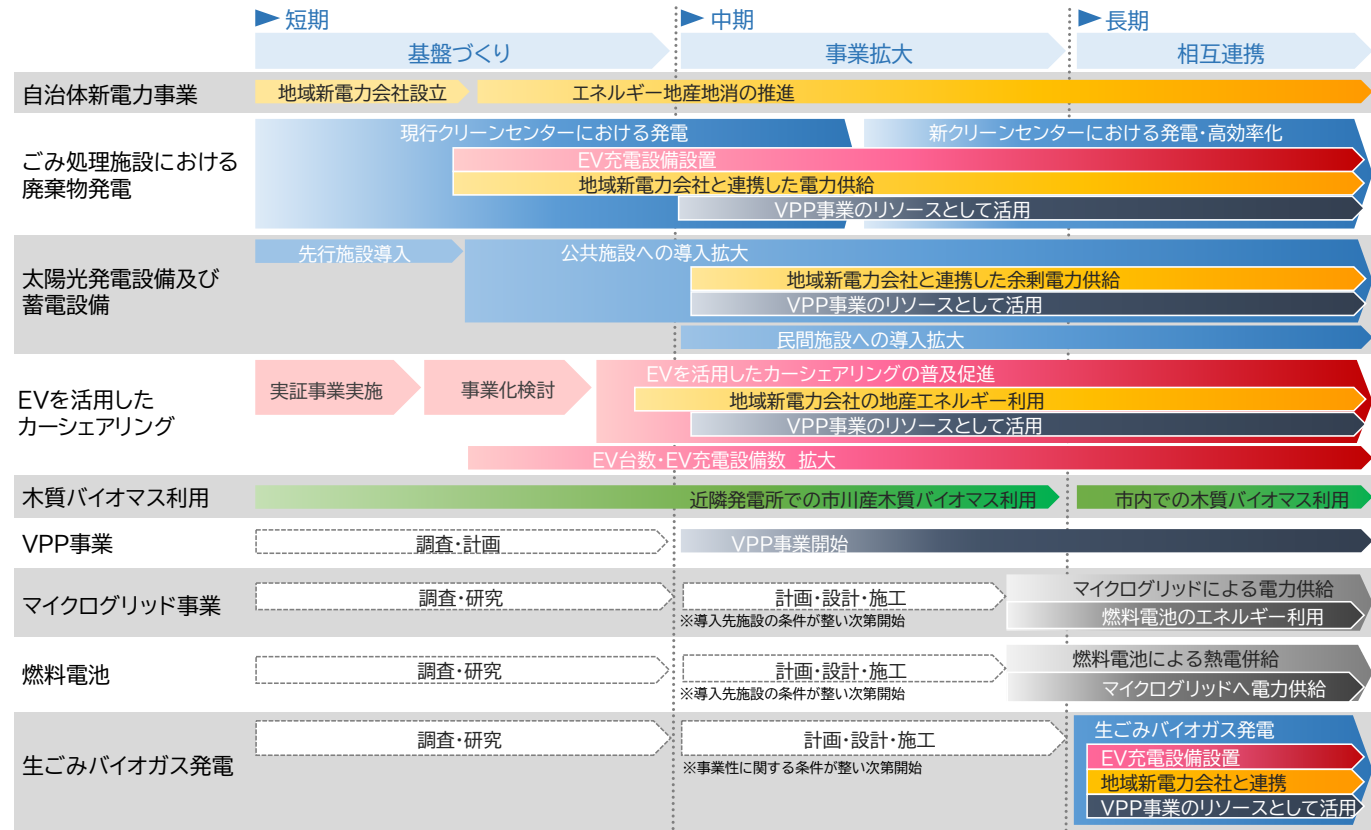 短期
中期
長期
基盤づくり
事業拡大
相互連携
自治体新電力事業
地域新電力会社設立
エネルギー地産地消の推進
ごみ処理施設における
廃棄物発電
現行クリーンセンターにおける発電
新クリーンセンターにおける発電・高効率化
EV充電設備設置
地域新電力会社と連携した電力供給
VPP事業のリソースとして活用
太陽光発電設備及び
蓄電設備
先行施設導入
公共施設への導入拡大
地域新電力会社と連携した余剰電力供給
VPP事業のリソースとして活用
民間施設への導入拡大
EVを活用した
カーシェアリング
実証事業実施
事業化検討
EVを活用したカーシェアリングの普及促進
地域新電力会社の地産エネルギー利用
VPP事業のリソースとして活用
EV台数・EV充電設備数 拡大
木質バイオマス利用
近隣発電所での市川産木質バイオマス利用
市内での木質バイオマス利用
VPP事業
調査・計画
VPP事業開始
マイクログリッド事業
調査・研究
計画・設計・施工
※導入先施設の条件が整い次第開始
マイクログリッドによる電力供給
燃料電池のエネルギー利用
燃料電池
調査・研究
計画・設計・施工
※導入先施設の条件が整い次第開始
燃料電池による熱電併給
マイクログリッドへ電力供給
生ごみバイオガス発電
調査・研究
計画・設計・施工
※事業性に関する条件が整い次第開始
生ごみバイオガス発電
EV充電設備設置
地域新電力会社と連携
VPP事業のリソースとして活用